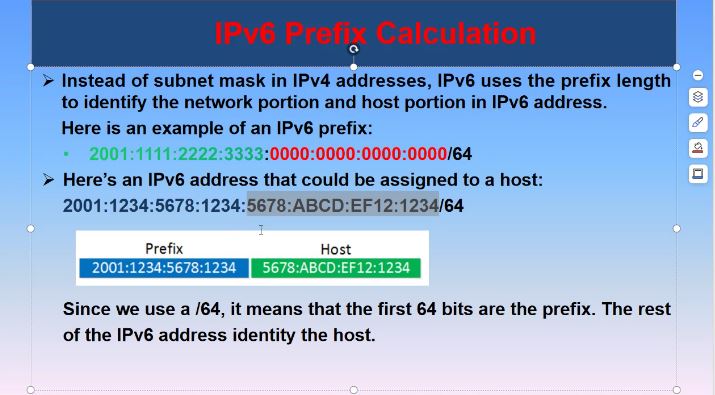 IPv6 Prefix Calculation
➢ Instead of subnet mask in IPv4 addresses, IPv6 uses the prefix length
to identify the network portion and host portion in IPv6 address.
Here is an example of an IPv6 prefix:
• 2001:1111:2222:3333:0000:0000:0000:0000/64
➢ Here's an IPv6 address that could be assigned to a host:
2001:1234:5678:1234:5678:ABCD:EF12:1234/64
Prefix Host
2001:1234:5678:1234 5678:ABCD:EF12:1234
Since we use a /64, it means that the first 64 bits are the prefix. The rest
of the IPv6 address identity the host.